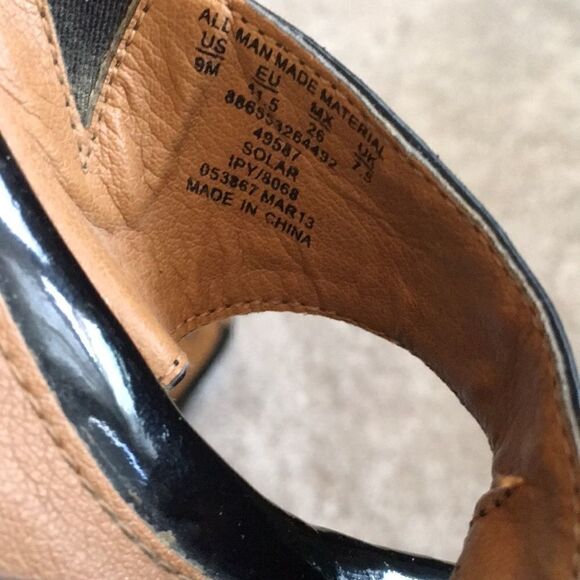 ALL MAN MADE MATERIAL
US EU MX UK
9M 41.5 26 7.5
886553264492
49587
SOLAR
IPY/8068
053867 MAR13
MADE IN CHINA